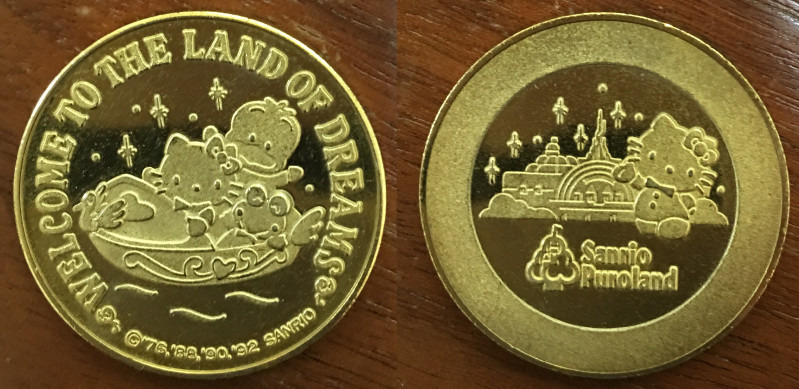 WELCOME TO THE LAND OF DREAMS
©'76,'88,'90,'92 SANRIO
Sanrio
Puroland